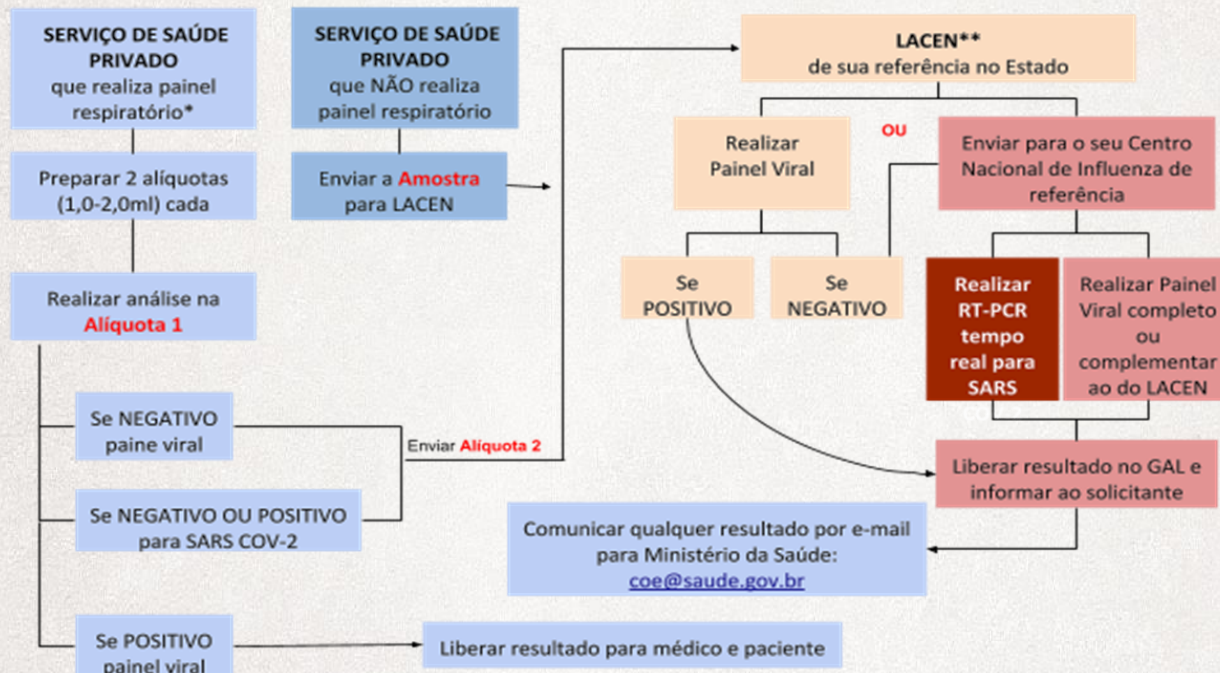 SERVIÇO DE SAÚDE
PRIVADO
que realiza painel
respiratório*
Preparar 2 alíquotas
(1,0-2,0ml) cada
Realizar análise na
Alíquota 1
Se NEGATIVO
paine viral
Se NEGATIVO OU POSITIVO
para SARS COV-2
Se POSITIVO
painel viral
SERVIÇO DE SAÚDE
PRIVADO
que NÃO realiza
painel respiratório
Enviar a Amostra
para LACEN
Enviar Alíquota 2
Liberar resultado para médico e paciente
LACEN**
de sua referência no Estado
Realizar
Painel Viral
OU
Enviar para o seu Centro
Nacional de Influenza de
referência
Se
POSITIVO
Se
NEGATIVO
Realizar
RT-PCR
tempo
real para
SARS
Realizar Painel
Viral completo
ou
complementar
ao do LACEN
Liberar resultado no GAL e
informar ao solicitante
Comunicar qualquer resultado por e-mail
para Ministério da Saúde:
coe@saude.gov.br